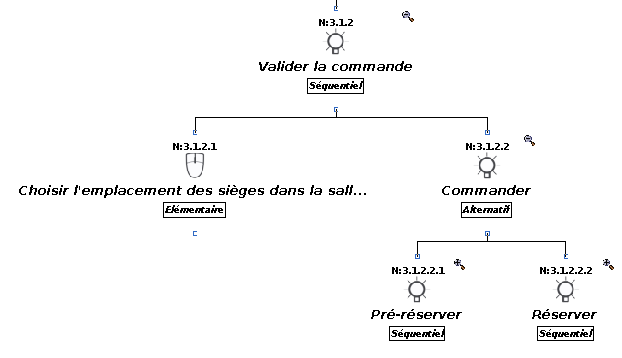 N:3.1.2
Valider la commande
Séquentiel
N:3.1.2.1
N:3.1.2.2
Choisir l'emplacement des sièges dans la sall...
Commander
Elémentaire
Alternatif
N:3.1.2.2.1
N:3.1.2.2.2
Pré-réserver
Réserver
Séquentiel
Séquentiel